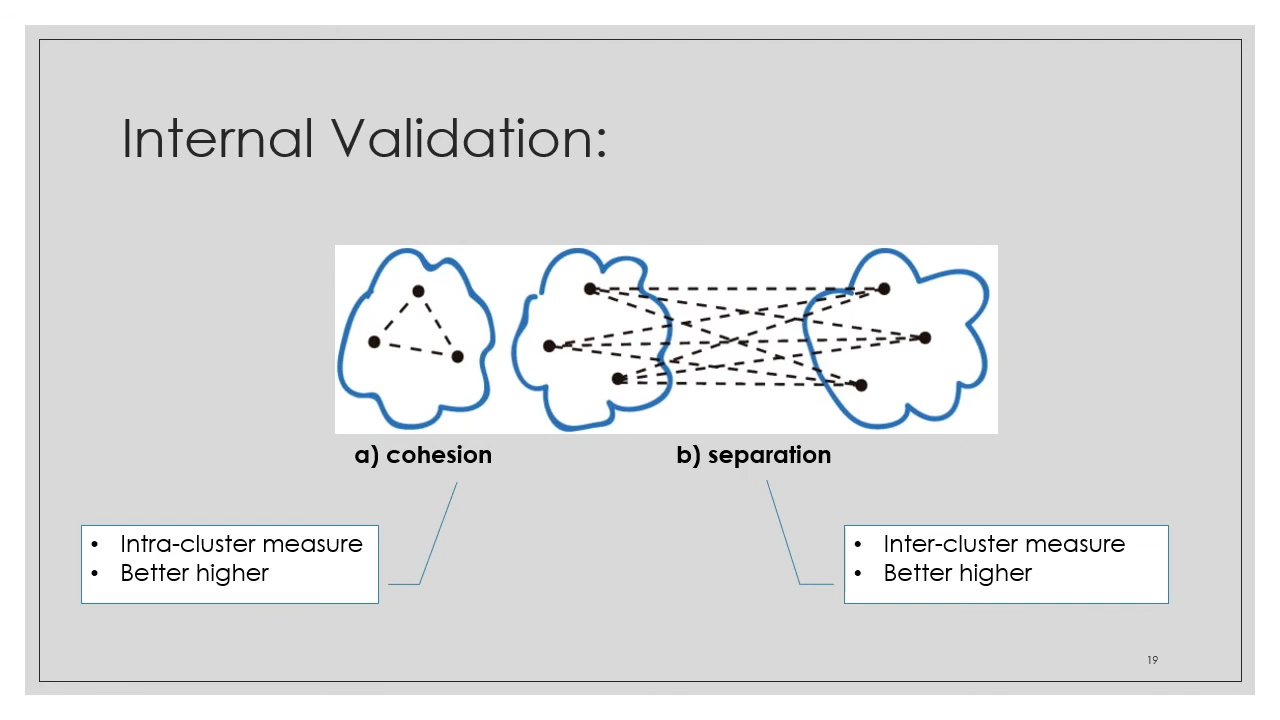 Internal Validation:
a) cohesion
b) separation
• Intra-cluster measure
• Better higher
• Inter-cluster measure
• Better higher
19